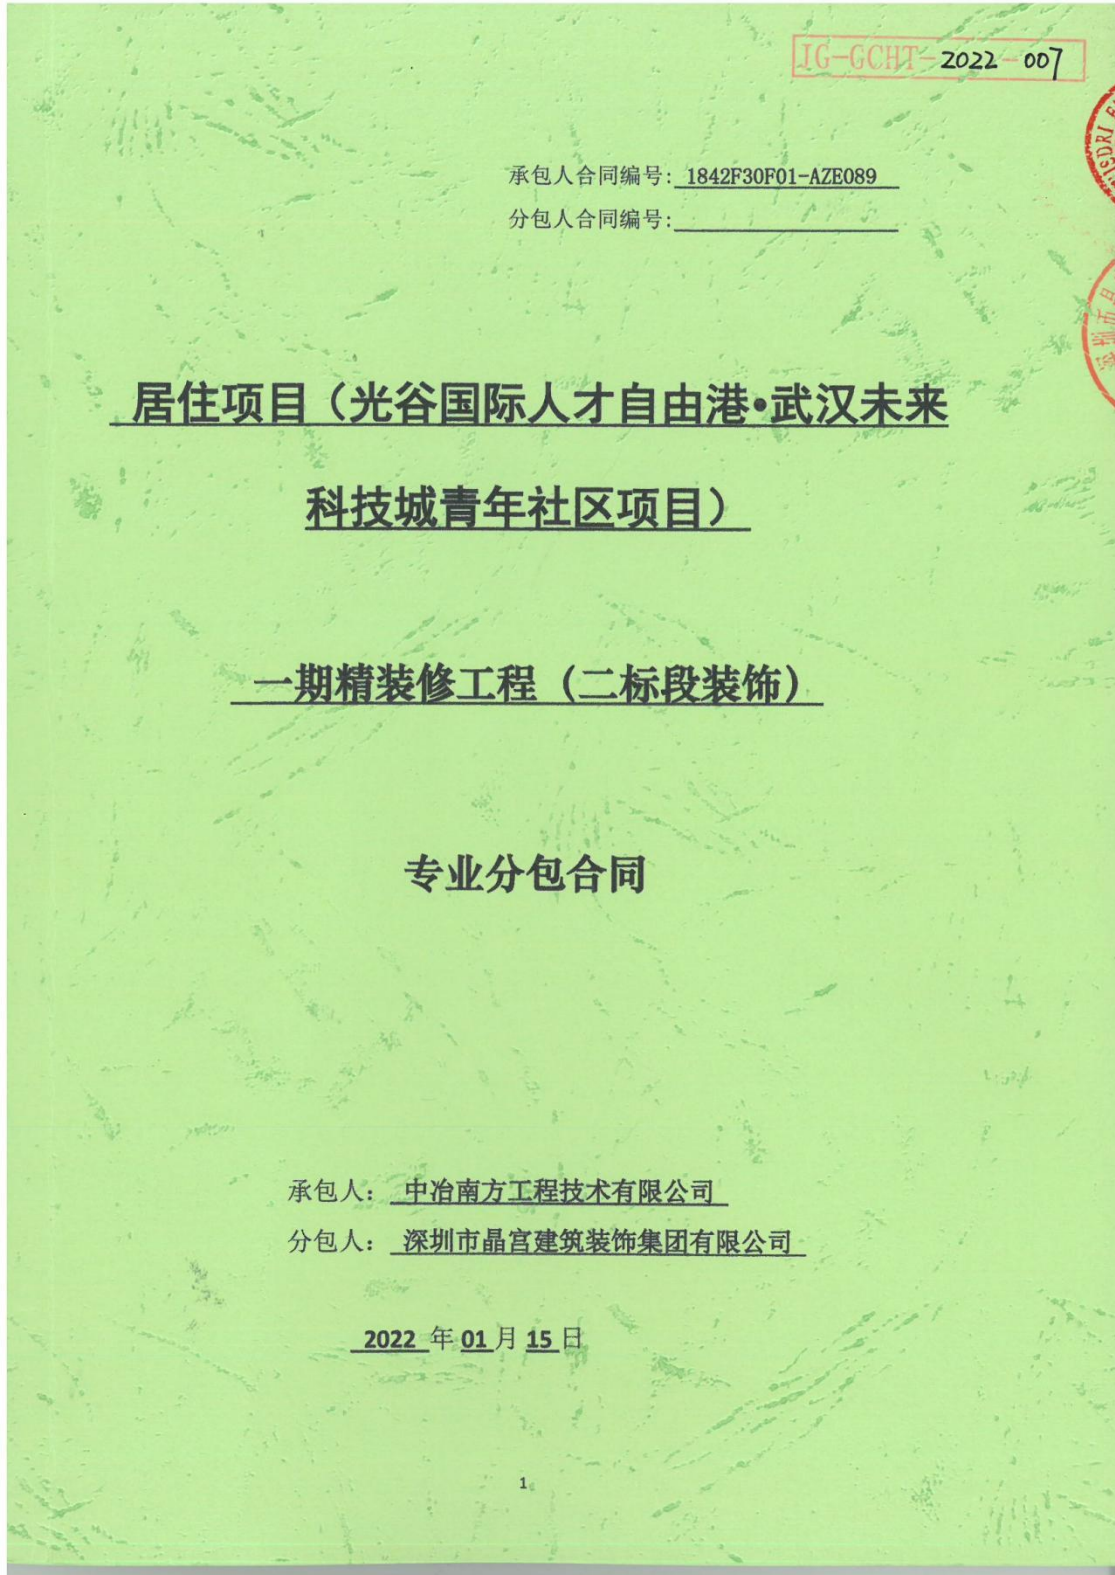 JG-GCHT-2022-007
承包人合同编号: 1842F30F01-AZE089
分包人合同编号:
居住项目（光谷国际人才自由港•武汉未来
科技城青年社区项目）
一期精装修工程（二标段装饰）
专业分包合同
承包人： 中冶南方工程技术有限公司
分包人： 深圳市晶宫建筑装饰集团有限公司
2022 年 01 月 15 日
1